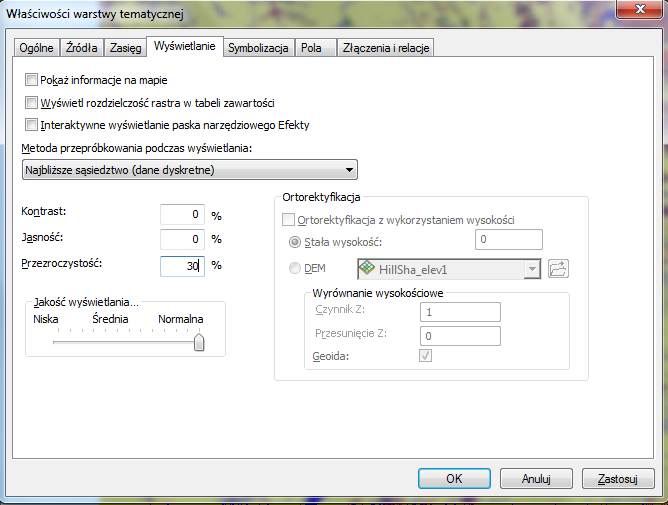 Właściwości warstwy tematycznej
Ogólne Źródła Zasięg Wyświetlanie Symbolizacja Pola Złączenia i relacje
Pokaż informacje na mapie
Wyświetl rozdzielczość rastra w tabeli zawartości
Interaktywne wyświetlanie paska narzędziowego Efekty
Metoda przepróbkowania podczas wyświetlania:
Najbliższe sąsiedztwo (dane dyskretne)
Kontrast: 0 %
Jasność: 0 %
Przezroczystość: 30 %
Jakość wyświetlania...
Niska Średnia Normalna
Ortorektyfikacja
Ortorektyfikacja z wykorzystaniem wysokości
Stała wysokość: 0
DEM HillSha_elev1
Wyrównanie wysokościowe
Czynnik Z: 1
Przesunięcie Z: 0
Geoida:
OK Anuluj Zastosuj